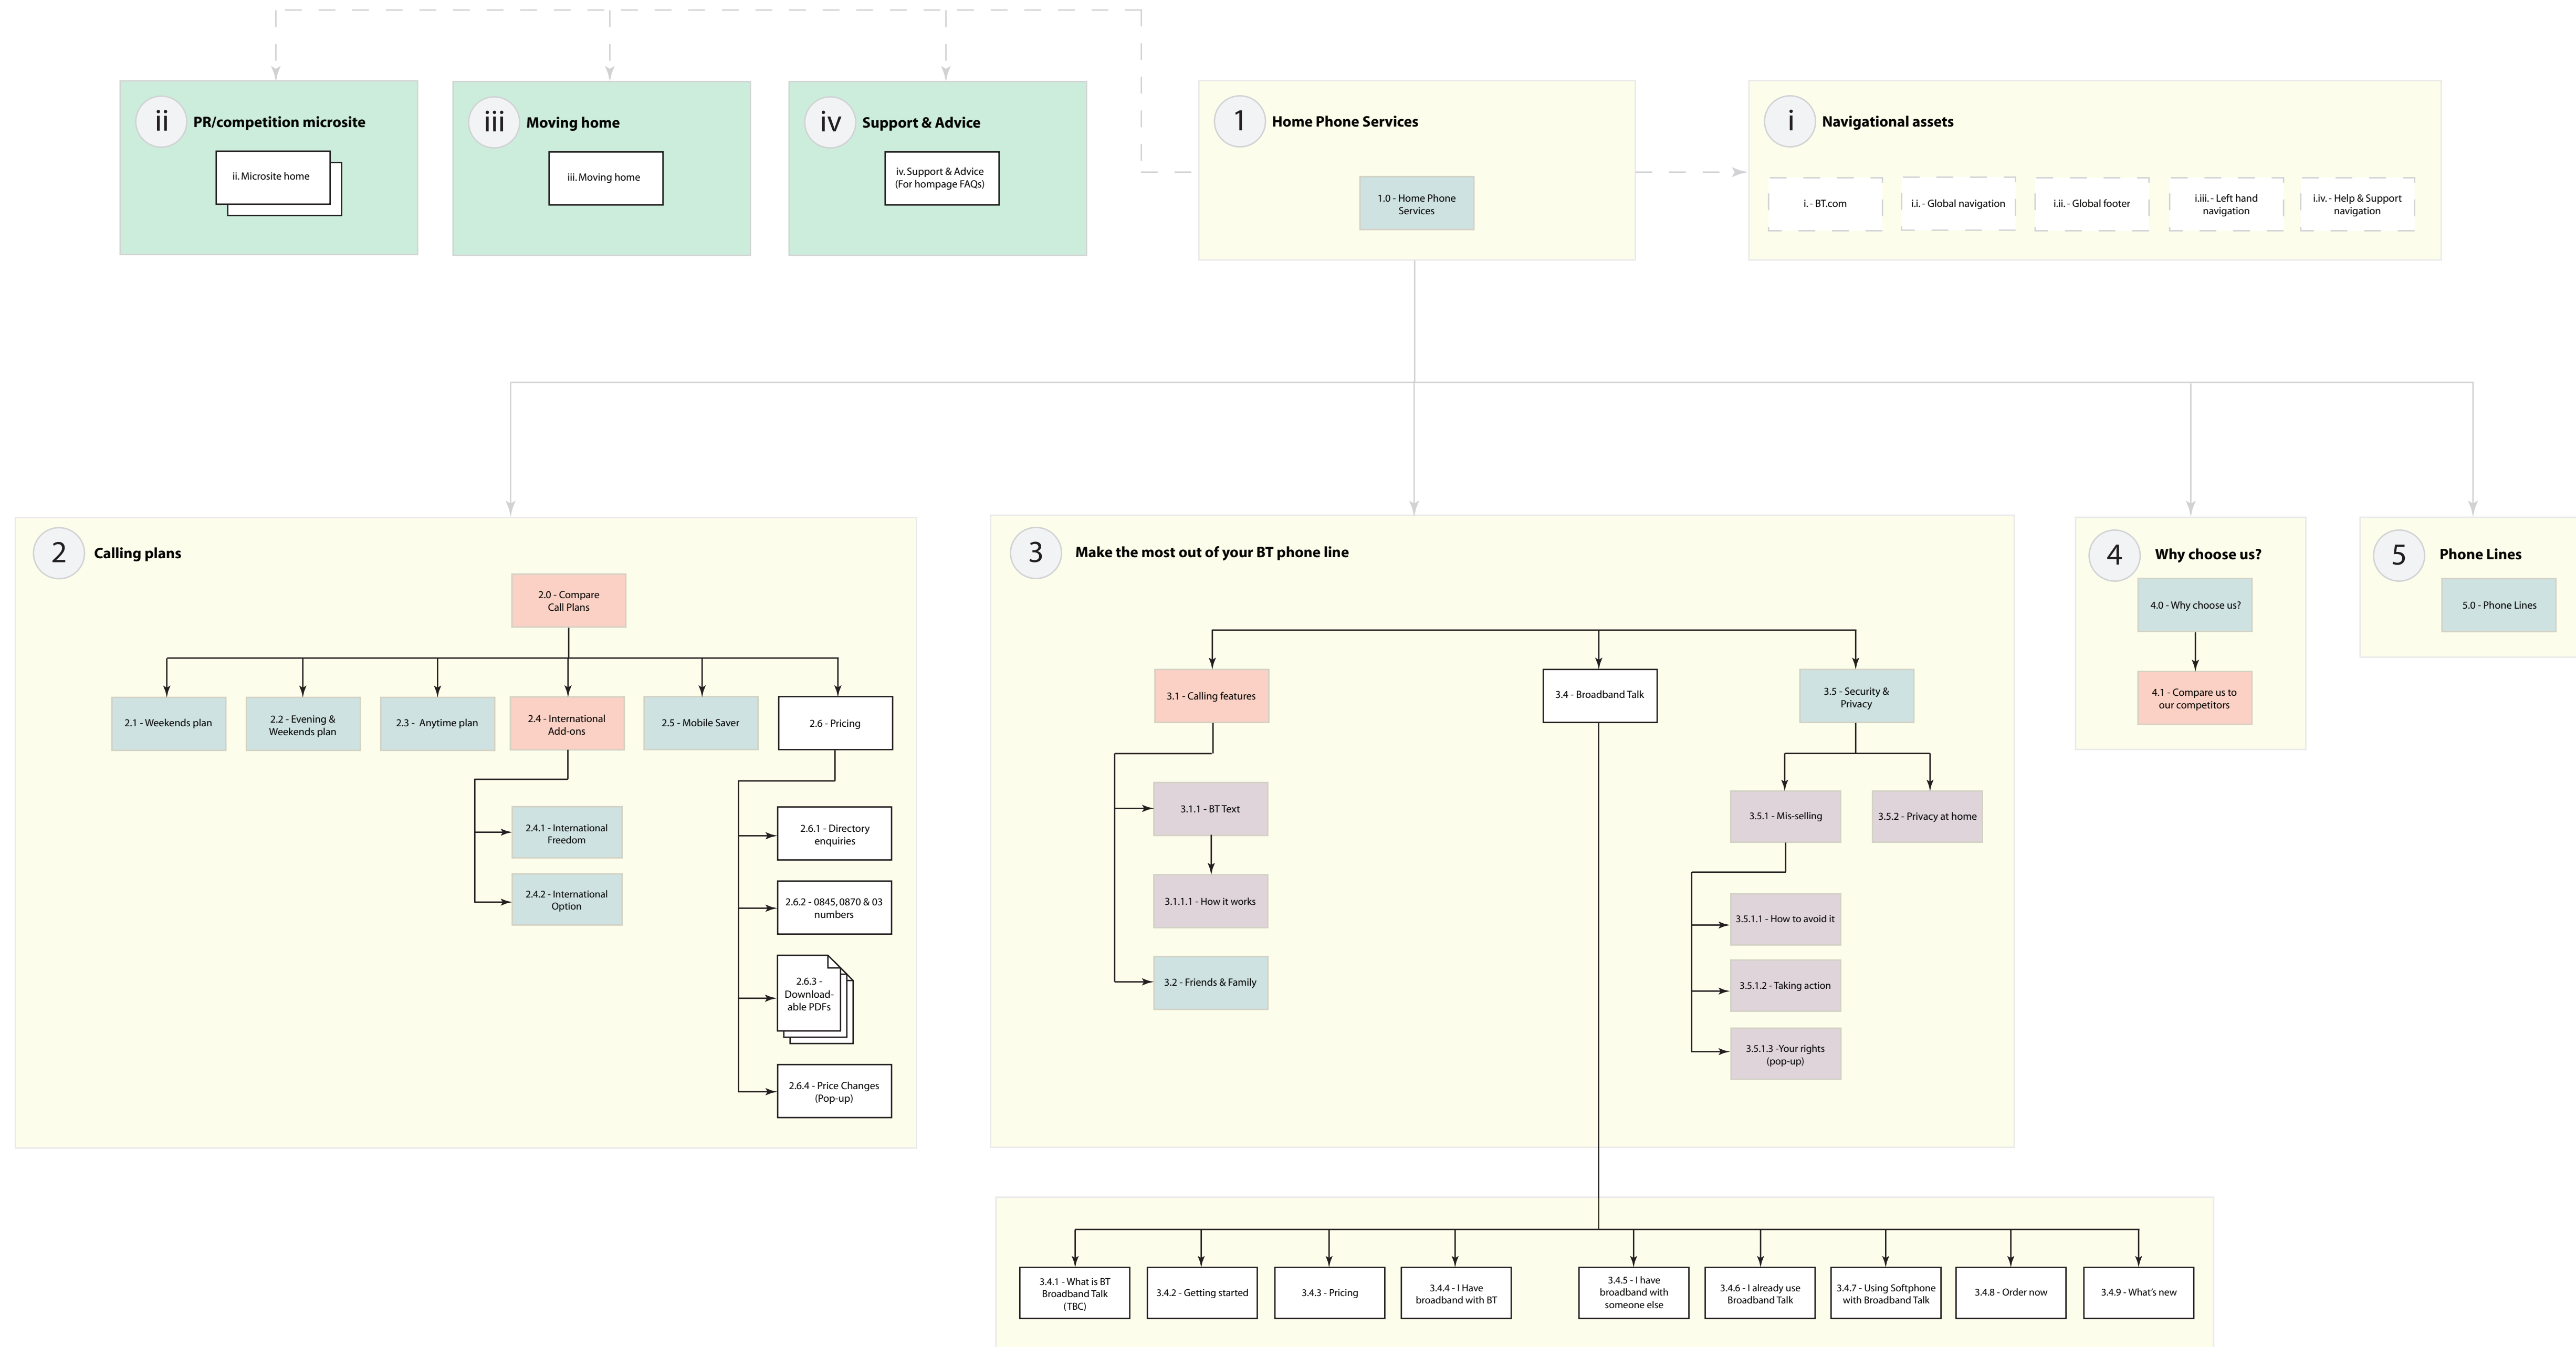 ii
PR/competition microsite
ii. Microsite home
iii
Moving home
iii. Moving home
iv
Support & Advice
iv. Support & Advice
(For hompage FAQs)
1
Home Phone Services
1.0 - Home Phone
Services
i
Navigational assets
i. - BT.com
i.i. - Global navigation
i.ii. - Global footer
i.iii. - Left hand
navigation
i.iv. - Help & Support
navigation
2
Calling plans
2.0 - Compare
Call Plans
2.1 - Weekends plan
2.2 - Evening &
Weekends plan
2.3 - Anytime plan
2.4 - International
Add-ons
2.5 - Mobile Saver
2.6 - Pricing
2.4.1 - International
Freedom
2.4.2 - International
Option
2.6.1 - Directory
enquiries
2.6.2 - 0845, 0870 & 03
numbers
2.6.3 -
Download-
able PDFs
2.6.4 - Price Changes
(Pop-up)
3
Make the most out of your BT phone line
3.1 - Calling features
3.4 - Broadband Talk
3.5 - Security &
Privacy
3.1.1 - BT Text
3.1.1.1 - How it works
3.2 - Friends & Family
3.5.1 - Mis-selling
3.5.2 - Privacy at home
3.5.1.1 - How to avoid it
3.5.1.2 - Taking action
3.5.1.3 -Your rights
(pop-up)
4
Why choose us?
4.0 - Why choose us?
4.1 - Compare us to
our competitors
5
Phone Lines
5.0 - Phone Lines
3.4.1 - What is BT
Broadband Talk
(TBC)
3.4.2 - Getting started
3.4.3 - Pricing
3.4.4 - I Have
broadband with BT
3.4.5 - I have
broadband with
someone else
3.4.6 - I already use
Broadband Talk
3.4.7 - Using Softphone
with Broadband Talk
3.4.8 - Order now
3.4.9 - What's new